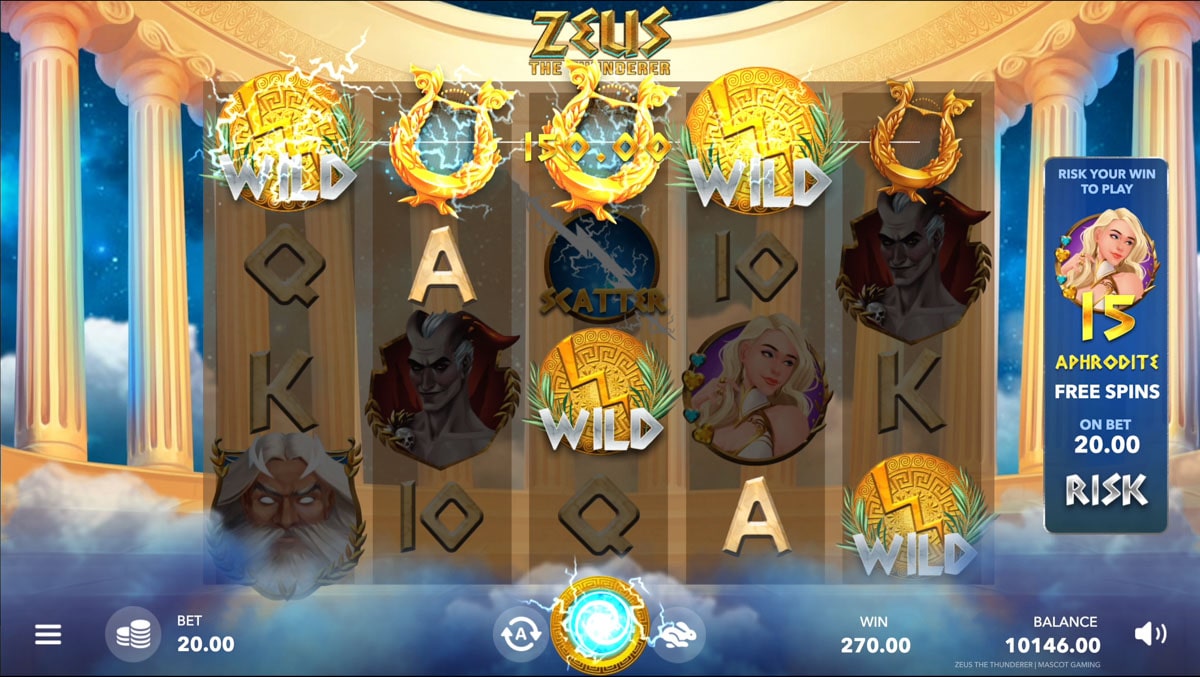 ZEUS
THE THUNDERER
WILD
150.00
WILD
Q
A
SCATTER
10
K
WILD
K
10
Q
A
WILD
RISK YOUR WIN
TO PLAY
15
APHRODITE
FREE SPINS
ON BET
20.00
RISK
BET
20.00
A
WIN
270.00
BALANCE
10146.00
ZEUS THE THUNDERER | MASCOT GAMING